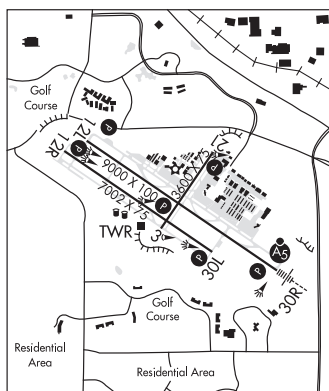 Golf
Course
P
12L
12R
P
21
P
9000 X 100
3600 X 75
7002 X 75
P
TWR
3
P
30L
A5
P
30R
Golf
Course
Residential
Area
Residential Area